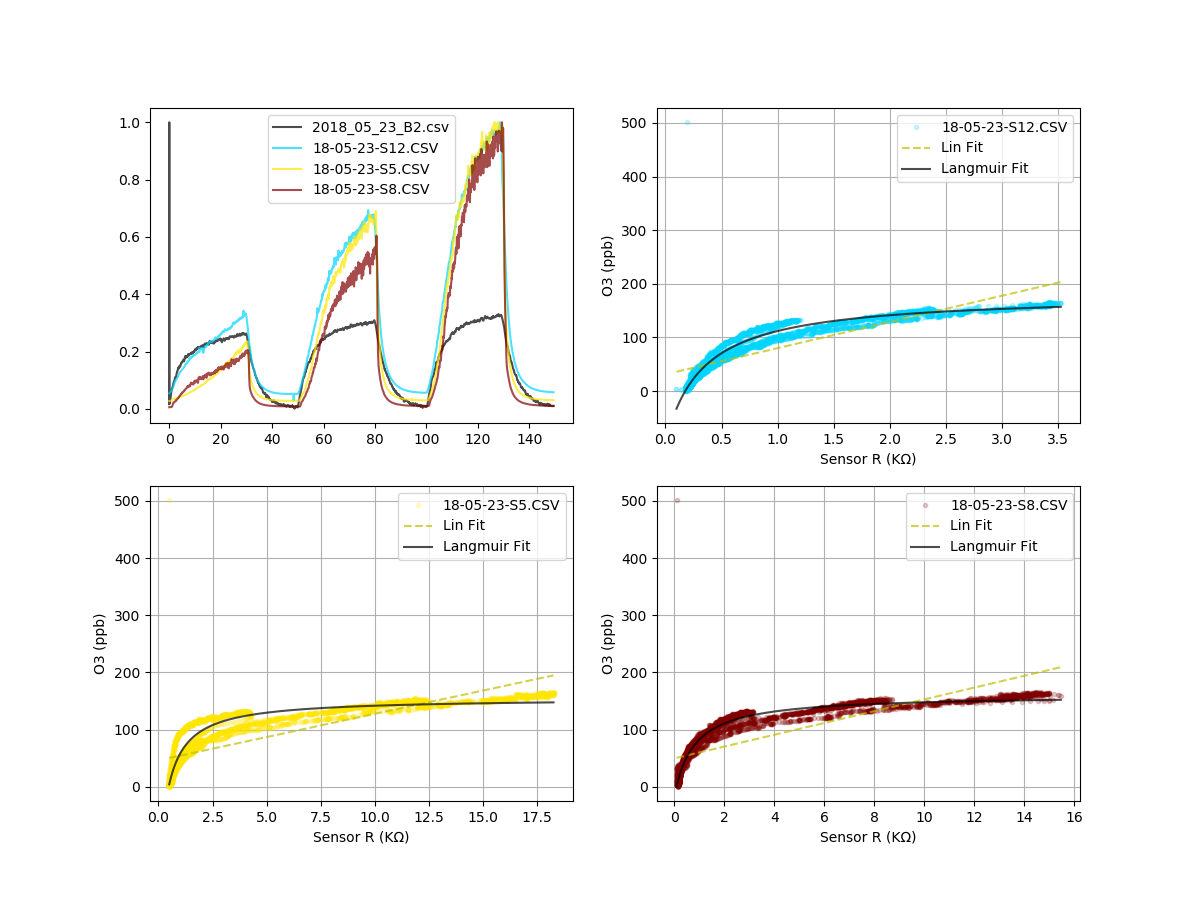 1.0
0.8
0.6
0.4
0.2
0.0
0 20 40 60 80 100 120 140
2018_05_23_B2.csv
18-05-23-S12.CSV
18-05-23-S5.CSV
18-05-23-S8.CSV
500
400
300
200
100
0
O3 (ppb)
0.0 0.5 1.0 1.5 2.0 2.5 3.0 3.5
Sensor R (KΩ)
18-05-23-S12.CSV
Lin Fit
Langmuir Fit
500
400
300
200
100
0
O3 (ppb)
0.0 2.5 5.0 7.5 10.0 12.5 15.0 17.5
Sensor R (KΩ)
18-05-23-S5.CSV
Lin Fit
Langmuir Fit
500
400
300
200
100
0
O3 (ppb)
0 2 4 6 8 10 12 14 16
Sensor R (KΩ)
18-05-23-S8.CSV
Lin Fit
Langmuir Fit